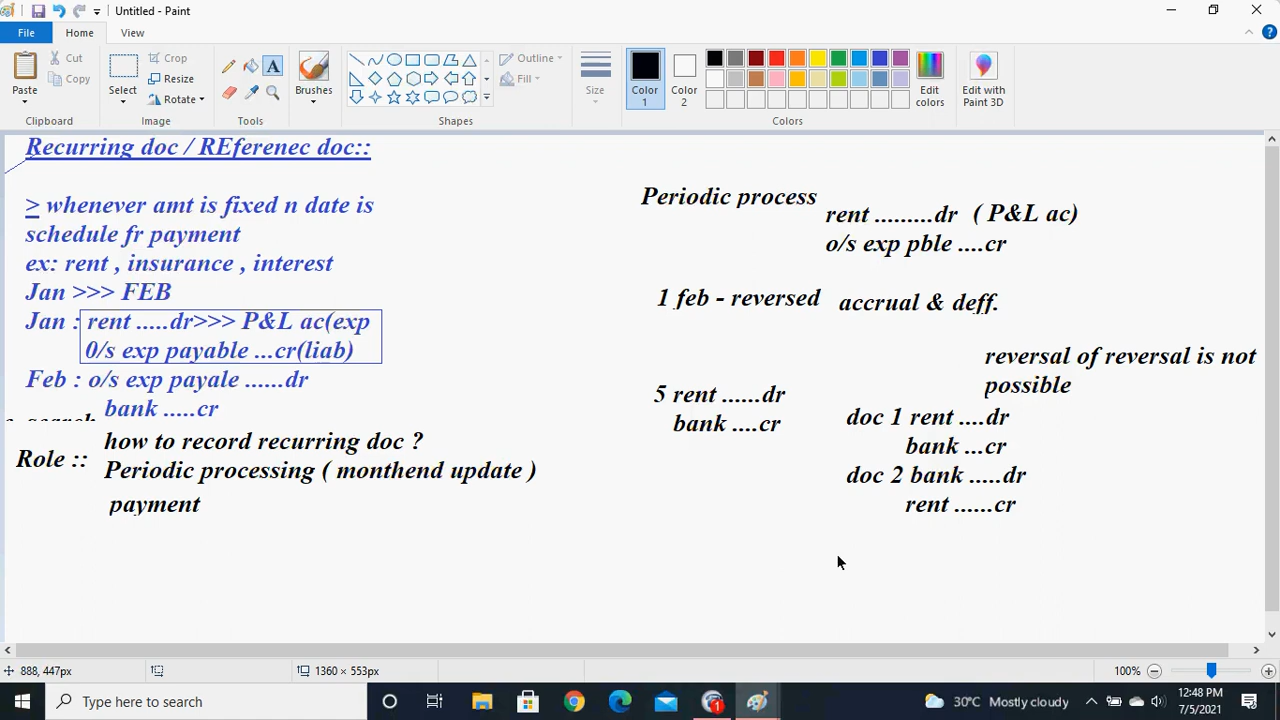 Untitled - Paint
File
Home
View
Paste
Cut
Copy
Clipboard
Select
Crop
Resize
Rotate
Image
A
Tools
Brushes
Outline
Fill
Shapes
Size
Color 1
Color 2
Colors
Edit colors
Edit with Paint 3D
Recurring doc / REferenec doc::
> whenever amt is fixed n date is
schedule fr payment
ex: rent , insurance , interest
Jan >>> FEB
Jan : rent .....dr>>> P&L ac(exp
0/s exp payable ...cr(liab)
Feb : o/s exp payale ......dr
bank .....cr
search
how to record recurring doc ?
Role :: Periodic processing ( monthend update )
payment
Periodic process
rent .........dr ( P&L ac)
o/s exp pble ....cr
1 feb - reversed
accrual & deff.
reversal of reversal is not
possible
5 rent ......dr
bank ....cr
doc 1 rent ....dr
bank ...cr
doc 2 bank .....dr
rent ......cr
888, 447px
1360 × 553px
100%
Type here to search
1
30°C Mostly cloudy
12:48 PM
7/5/2021